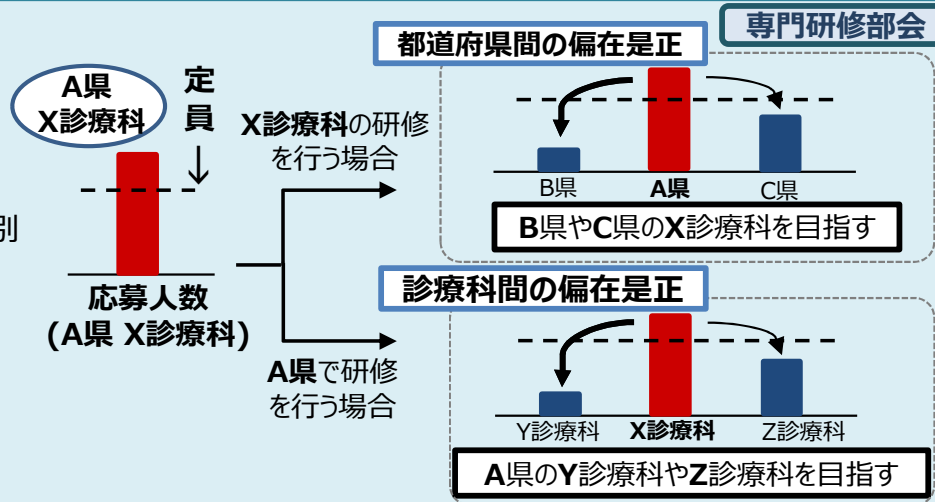 専門研修部会
都道府県間の偏在是正
A県
X診療科
定
員
X診療科の研修
を行う場合
B県
A県
C県
B県やC県のX診療科を目指す
別
応募人数
(A県 X診療科)
診療科間の偏在是正
A県で研修
を行う場合
Y診療科
X診療科
Z診療科
A県のY診療科やZ診療科を目指す